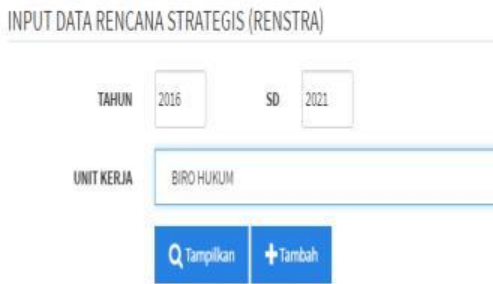 INPUT DATA RENCANA STRATEGIS (RENSTRA)
TAHUN 2016 SD 2021
UNIT KERJA BIRO HUKUM
Tampilkan Tambah